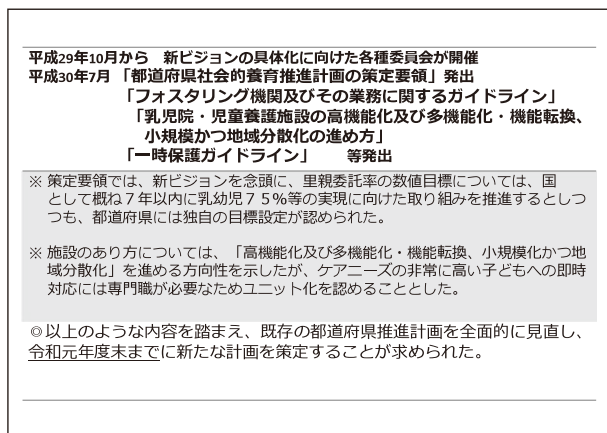 平成29年10月から　新ビジョンの具体化に向けた各種委員会が開催
平成30年7月 「都道府県社会的養育推進計画の策定要領」発出
「フォスタリング機関及びその業務に関するガイドライン」
「乳児院・児童養護施設の高機能化及び多機能化・機能転換、
小規模かつ地域分散化の進め方」
「一時保護ガイドライン」　　等発出
※ 策定要領では、新ビジョンを念頭に、里親委託率の数値目標については、国
として概ね７年以内に乳幼児７５％等の実現に向けた取り組みを推進するとしつ
つも、都道府県には独自の目標設定が認められた。
※ 施設のあり方については、「高機能化及び多機能化・機能転換、小規模化かつ地
域分散化」を進める方向性を示したが、ケアニーズの非常に高い子どもへの即時
対応には専門職が必要なためユニット化を認めることとした。
◎以上のような内容を踏まえ、既存の都道府県推進計画を全面的に見直し、
令和元年度末までに新たな計画を策定することが求められた。